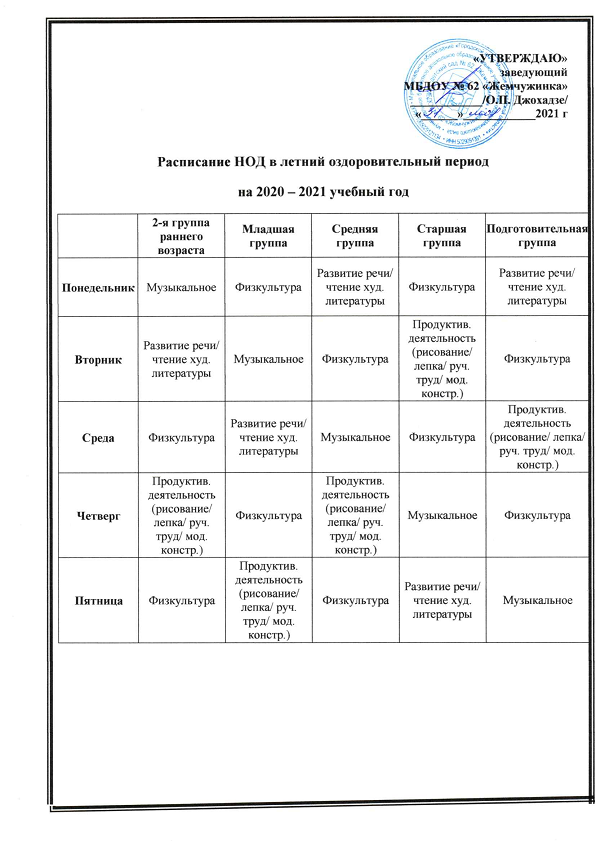 «УТВЕРЖДАЮ»
заведующий
МБДОУ № 62 «Жемчужинка»
/О.П. Джохадзе/
« 31 » 2021 г
Расписание НОД в летний оздоровительный период
на 2020 – 2021 учебный год
2-я группа
раннего
возраста
Младшая
группа
Средняя
группа
Старшая
группа
Подготовительная
группа
Понедельник
Музыкальное
Физкультура
Развитие речи/
чтение худ.
литературы
Физкультура
Развитие речи/
чтение худ.
литературы
Вторник
Развитие речи/
чтение худ.
литературы
Музыкальное
Физкультура
Продуктив.
деятельность
(рисование/
лепка/ руч.
труд/ мод.
констр.)
Физкультура
Среда
Физкультура
Развитие речи/
чтение худ.
литературы
Музыкальное
Физкультура
Продуктив.
деятельность
(рисование/ лепка/
руч. труд/ мод.
констр.)
Четверг
Продуктив.
деятельность
(рисование/
лепка/ руч.
труд/ мод.
констр.)
Физкультура
Продуктив.
деятельность
(рисование/
лепка/ руч.
труд/ мод.
констр.)
Музыкальное
Физкультура
Пятница
Физкультура
Продуктив.
деятельность
(рисование/
лепка/ руч.
труд/ мод.
констр.)
Физкультура
Развитие речи/
чтение худ.
литературы
Музыкальное